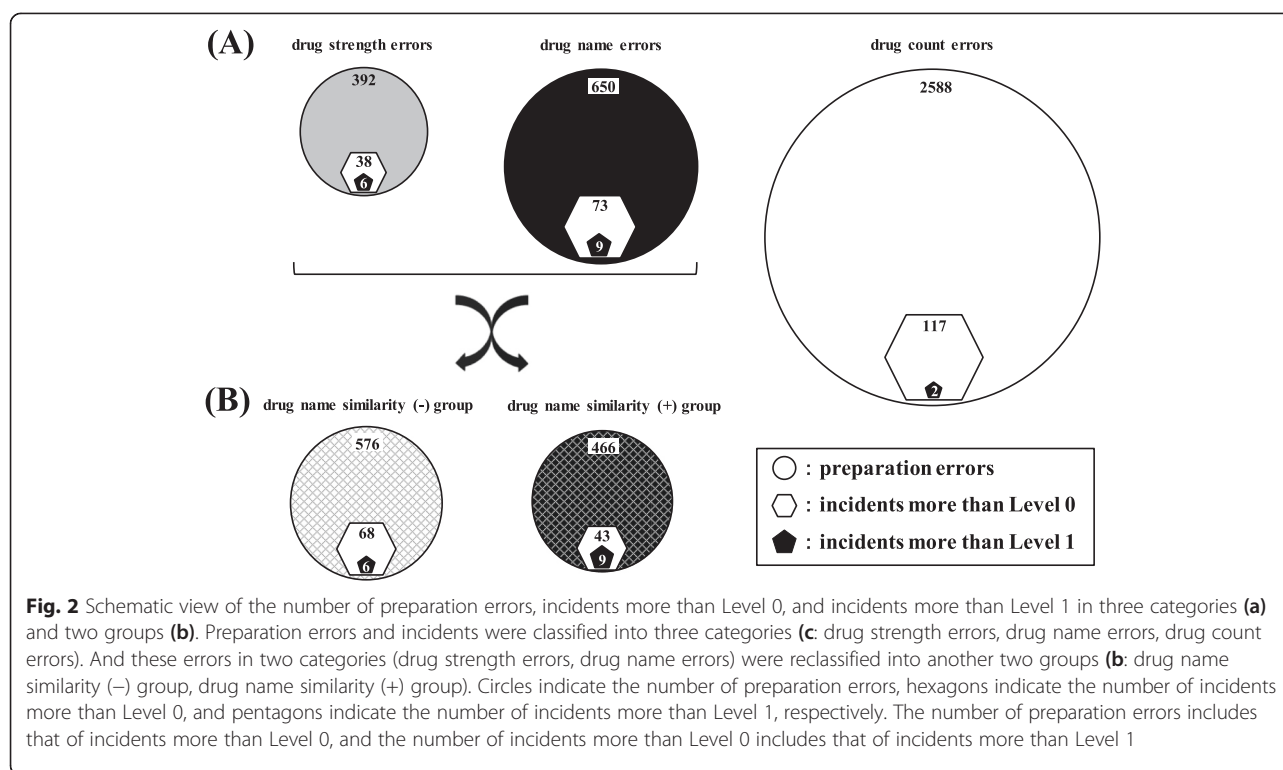 (A)
drug strength errors
drug name errors
drug count errors
392
650
2588
38
6
73
9
117
2
(B)
drug name similarity (-) group
drug name similarity (+) group
576
466
68
6
43
9
: preparation errors
: incidents more than Level 0
: incidents more than Level 1
Fig. 2 Schematic view of the number of preparation errors, incidents more than Level 0, and incidents more than Level 1 in three categories (a)
and two groups (b). Preparation errors and incidents were classified into three categories (c: drug strength errors, drug name errors, drug count
errors). And these errors in two categories (drug strength errors, drug name errors) were reclassified into another two groups (b: drug name
similarity (−) group, drug name similarity (+) group). Circles indicate the number of preparation errors, hexagons indicate the number of incidents
more than Level 0, and pentagons indicate the number of incidents more than Level 1, respectively. The number of preparation errors includes
that of incidents more than Level 0, and the number of incidents more than Level 0 includes that of incidents more than Level 1